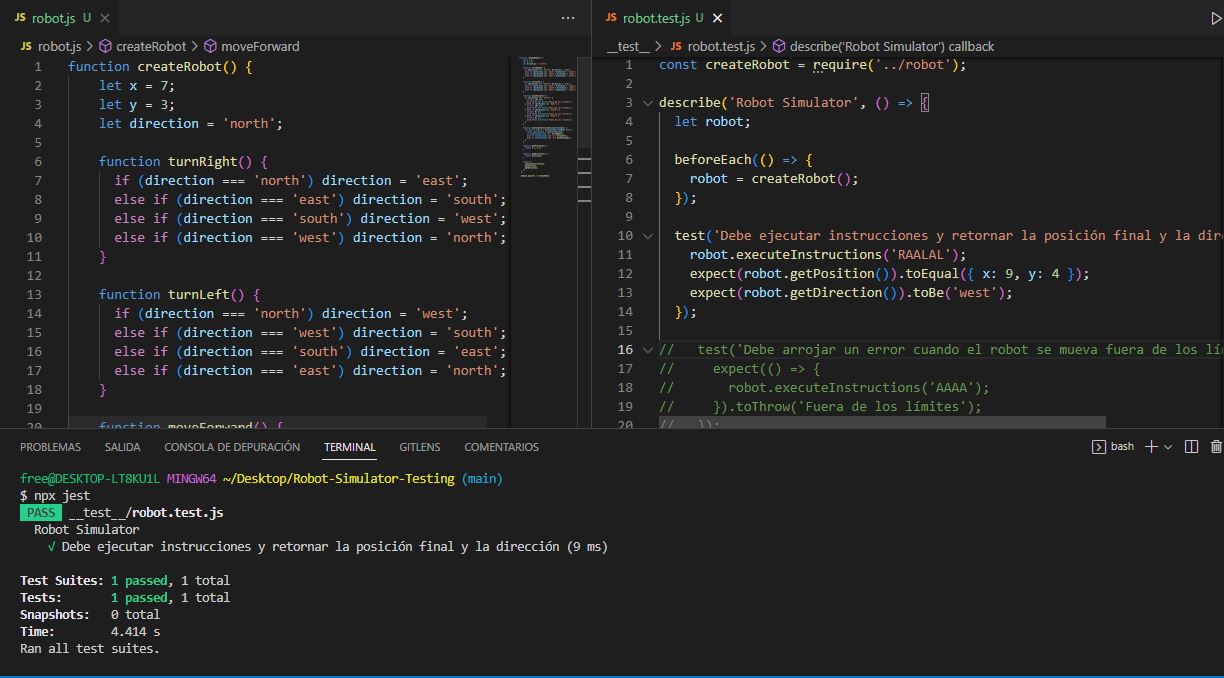 JS robot.js U ×
JS robot.js > createRobot > moveForward
1 function createRobot() {
2 let x = 7;
3 let y = 3;
4 let direction = 'north';
5
6 function turnRight() {
7 if (direction === 'north') direction = 'east';
8 else if (direction === 'east') direction = 'south';
9 else if (direction === 'south') direction = 'west';
10 else if (direction === 'west') direction = 'north';
11 }
12
13 function turnLeft() {
14 if (direction === 'north') direction = 'west';
15 else if (direction === 'west') direction = 'south';
16 else if (direction === 'south') direction = 'east';
17 else if (direction === 'east') direction = 'north';
18 }
19
20 function moveForward() {
JS robot.test.js U ×
__test__ > JS robot.test.js > describe('Robot Simulator') callback
1 const createRobot = require('../robot');
2
3 describe('Robot Simulator', () => {
4 let robot;
5
6 beforeEach(() => {
7 robot = createRobot();
8 });
9
10 test('Debe ejecutar instrucciones y retornar la posición final y la dir
11 robot.executeInstructions('RAALAL');
12 expect(robot.getPosition()).toEqual({ x: 9, y: 4 });
13 expect(robot.getDirection()).toBe('west');
14 });
15
16 // test('Debe arrojar un error cuando el robot se mueva fuera de los lí
17 // expect(() => {
18 // robot.executeInstructions('AAAA');
19 // }).toThrow('Fuera de los límites');
20 // });
PROBLEMAS SALIDA CONSOLA DE DEPURACIÓN TERMINAL GITLENS COMENTARIOS
bash
free@DESKTOP-LT8KU1L MINGW64 ~/Desktop/Robot-Simulator-Testing (main)
$ npx jest
PASS __test__/robot.test.js
Robot Simulator
√ Debe ejecutar instrucciones y retornar la posición final y la dirección (9 ms)
Test Suites: 1 passed, 1 total
Tests: 1 passed, 1 total
Snapshots: 0 total
Time: 4.414 s
Ran all test suites.